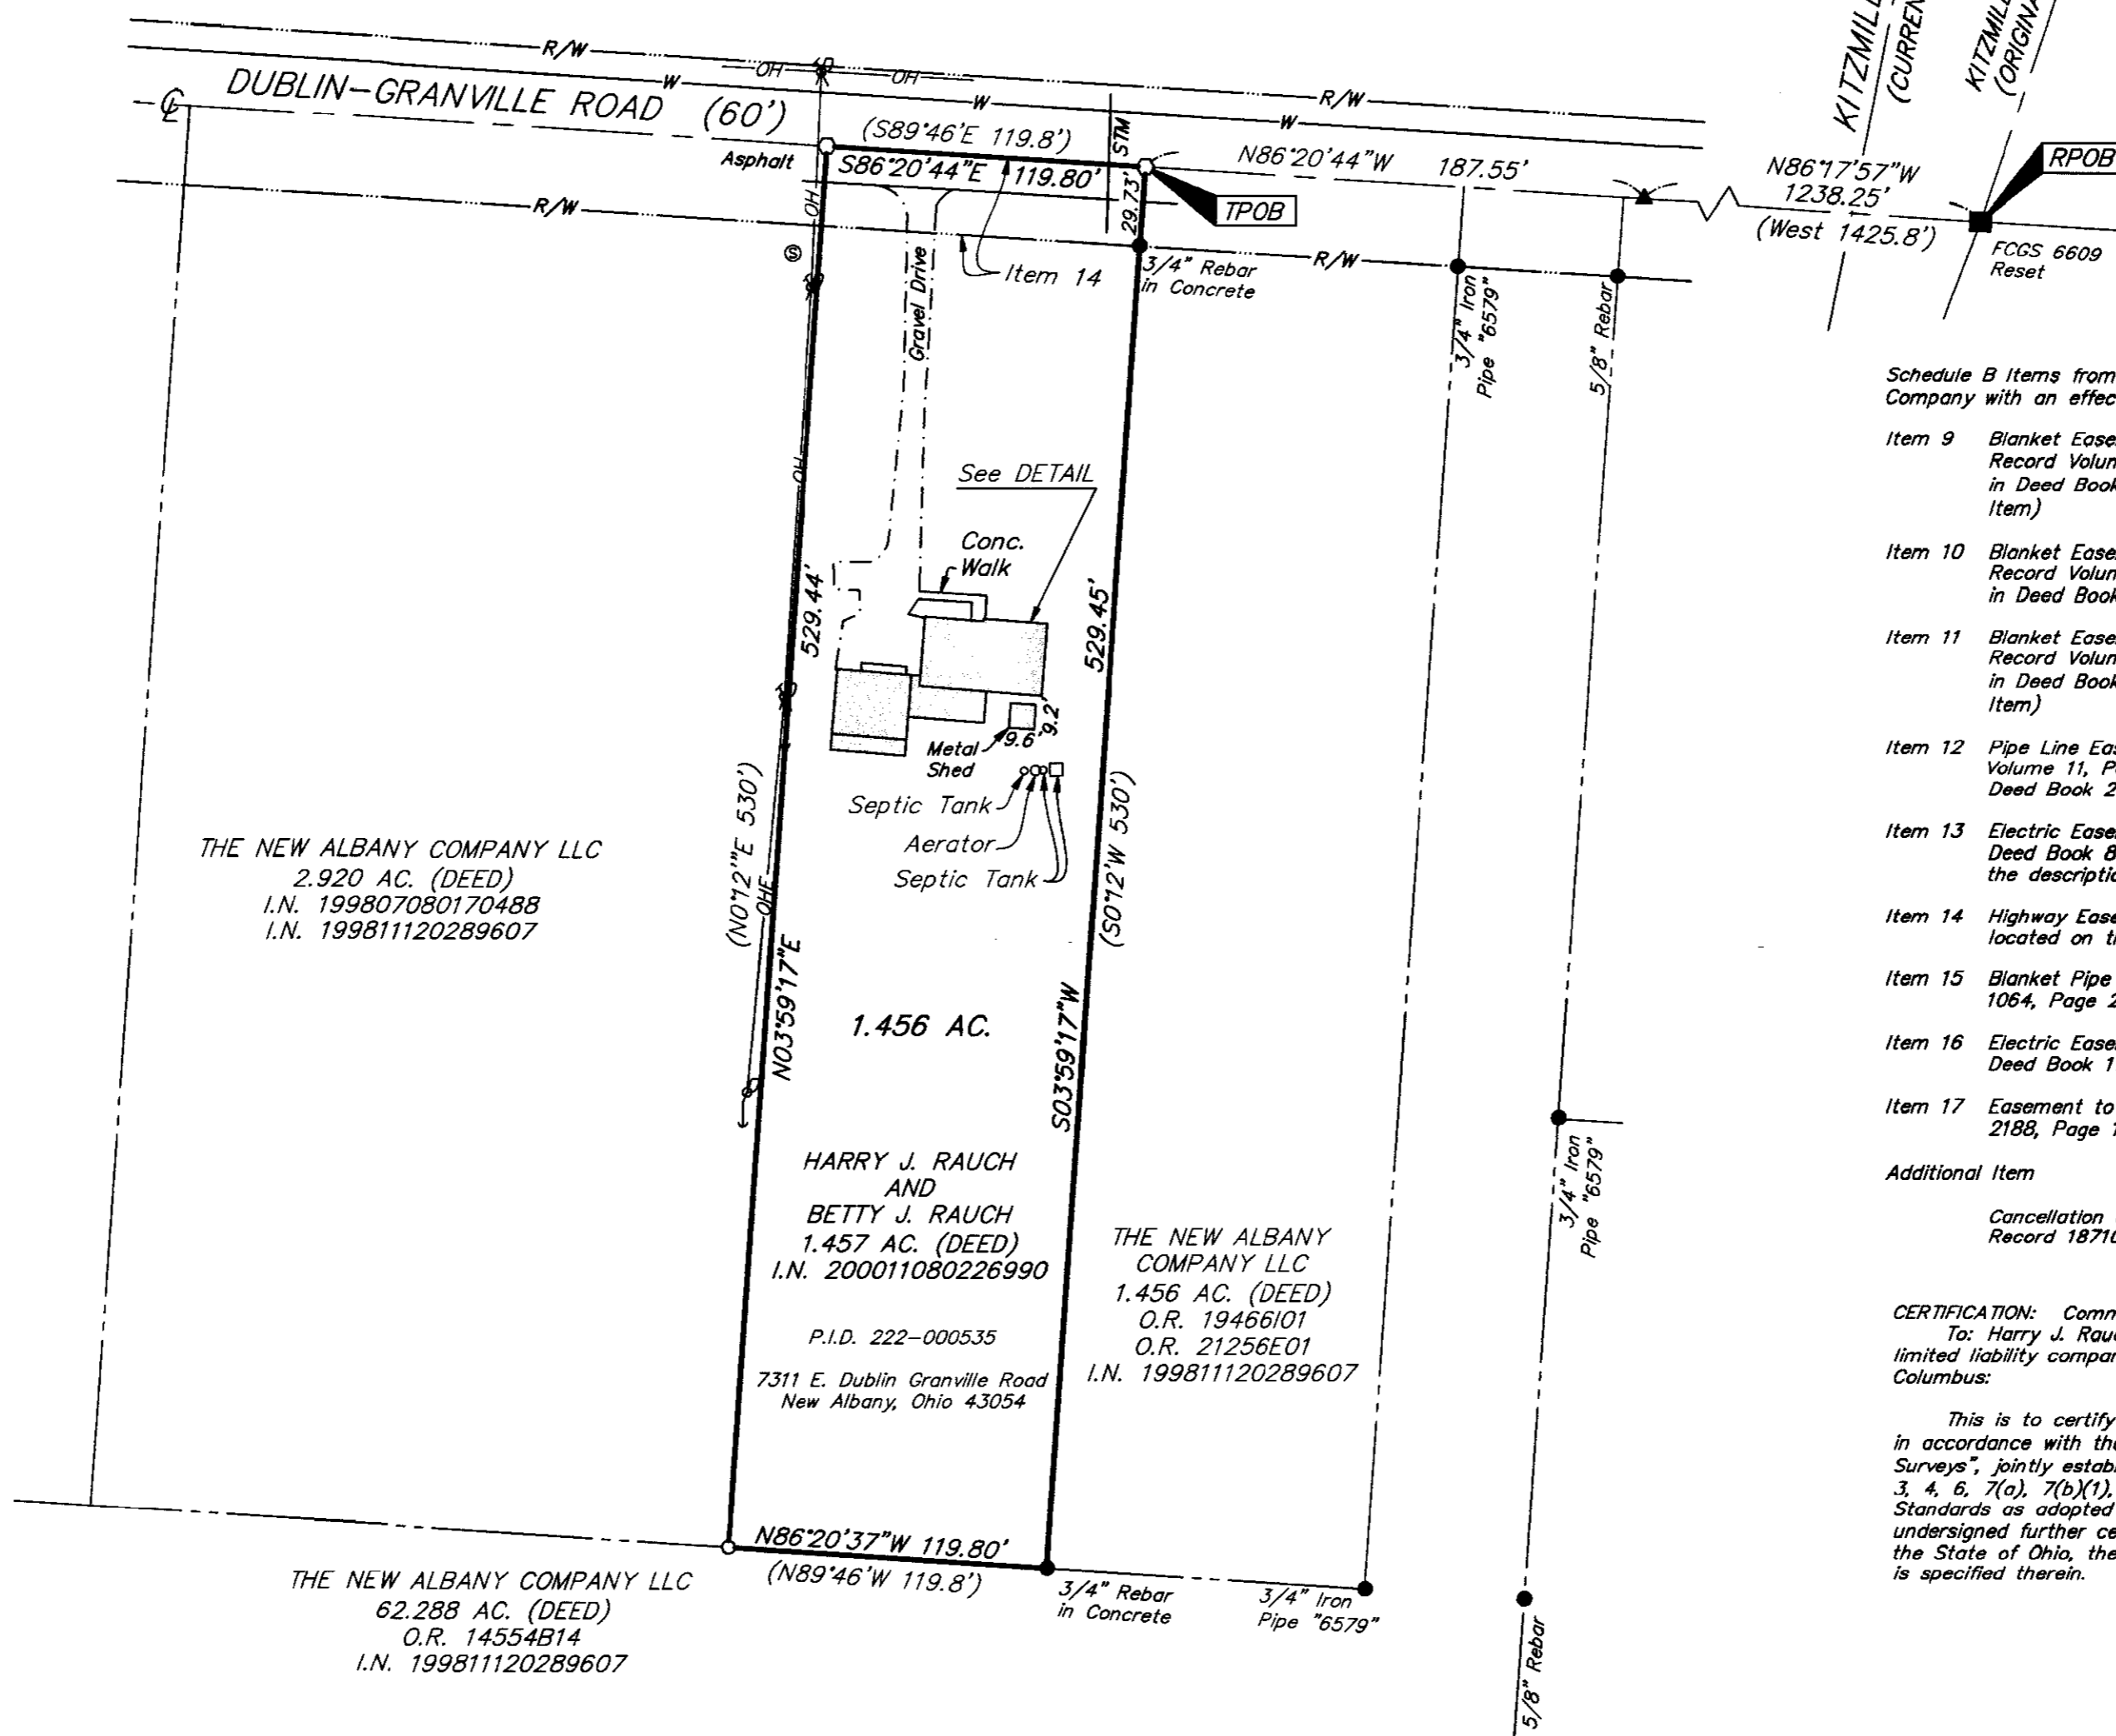 R/W
OH
OH
W
W
W
R/W
DUBLIN-GRANVILLE ROAD (60')
KITZMILL
(CURREN
KITZMILL
(ORIGINA
Asphalt
(S89°46'E 119.8')
S86°20'44"E 119.80'
STM
29.73'
TPOB
N86°20'44"W 187.55'
N86°17'57"W
1238.25'
(West 1425.8')
RPOB
FCGS 6609
Reset
R/W
R/W
OH
S
Item 14
3/4" Rebar
in Concrete
Gravel Drive
3/4" Iron
Pipe "6579"
5/8" Rebar
OH
See DETAIL
Conc.
Walk
529.44'
529.45'
Metal
Shed
9.6'
9.2'
Septic Tank
Aerator
Septic Tank
(N0°12'"E 530')
OHE
(S0°12'W 530')
N03°59'17"E
S03°59'17"W
THE NEW ALBANY COMPANY LLC
2.920 AC. (DEED)
I.N. 199807080170488
I.N. 199811120289607
1.456 AC.
HARRY J. RAUCH
AND
BETTY J. RAUCH
1.457 AC. (DEED)
I.N. 200011080226990
P.I.D. 222-000535
7311 E. Dublin Granville Road
New Albany, Ohio 43054
THE NEW ALBANY
COMPANY LLC
1.456 AC. (DEED)
O.R. 19466I01
O.R. 21256E01
I.N. 199811120289607
3/4" Iron
Pipe "6579"
N86°20'37"W 119.80'
(N89°46'W 119.8')
3/4" Rebar
in Concrete
3/4" Iron
Pipe "6579"
5/8" Rebar
THE NEW ALBANY COMPANY LLC
62.288 AC. (DEED)
O.R. 14554B14
I.N. 199811120289607
Schedule B Items from
Company with an effec
Item 9 Blanket Ease
Record Volun
in Deed Book
Item)
Item 10 Blanket Ease
Record Volun
in Deed Book
Item 11 Blanket Ease
Record Volun
in Deed Book
Item)
Item 12 Pipe Line Eas
Volume 11, P
Deed Book 2
Item 13 Electric Ease
Deed Book 8
the descriptio
Item 14 Highway Ease
located on th
Item 15 Blanket Pipe
1064, Page 2
Item 16 Electric Ease
Deed Book 1
Item 17 Easement to
2188, Page 1
Additional Item
Cancellation
Record 18710
CERTIFICATION: Comn
To: Harry J. Rauc
limited liability compar
Columbus:
This is to certify
in accordance with the
Surveys", jointly estab
3, 4, 6, 7(a), 7(b)(1),
Standards as adopted
undersigned further ce
the State of Ohio, the
is specified therein.